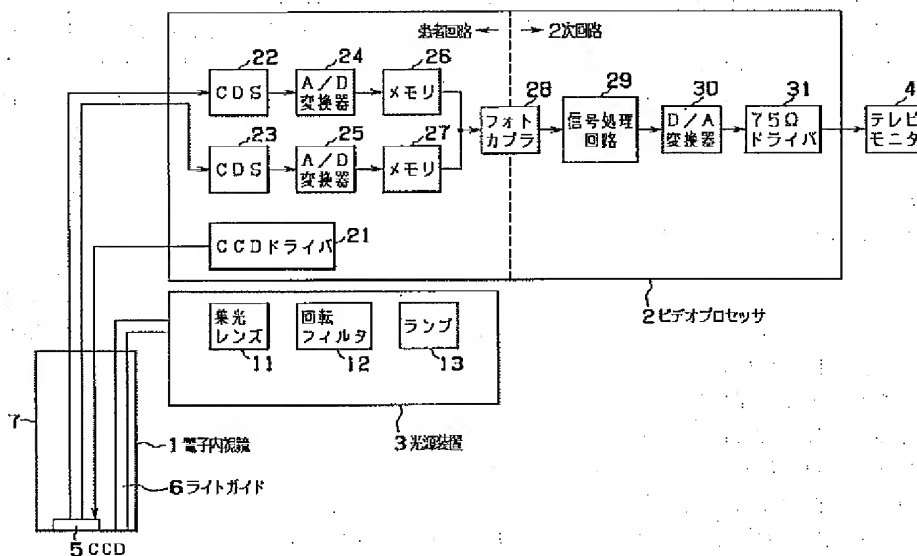 患者回路
2次回路
22
24
26
CDS
A/D
変換器
メモリ
28
29
30
31
4
フォト
カプラ
信号処理
回路
D/A
変換器
75Ω
ドライバ
テレビ
モニタ
23
25
27
CDS
A/D
変換器
メモリ
21
CCDドライバ
2ビデオプロセッサ
集光
レンズ
回転
フィルタ
ランプ
11
12
13
3光源装置
7
1電子内視鏡
6ライトガイド
5 CCD